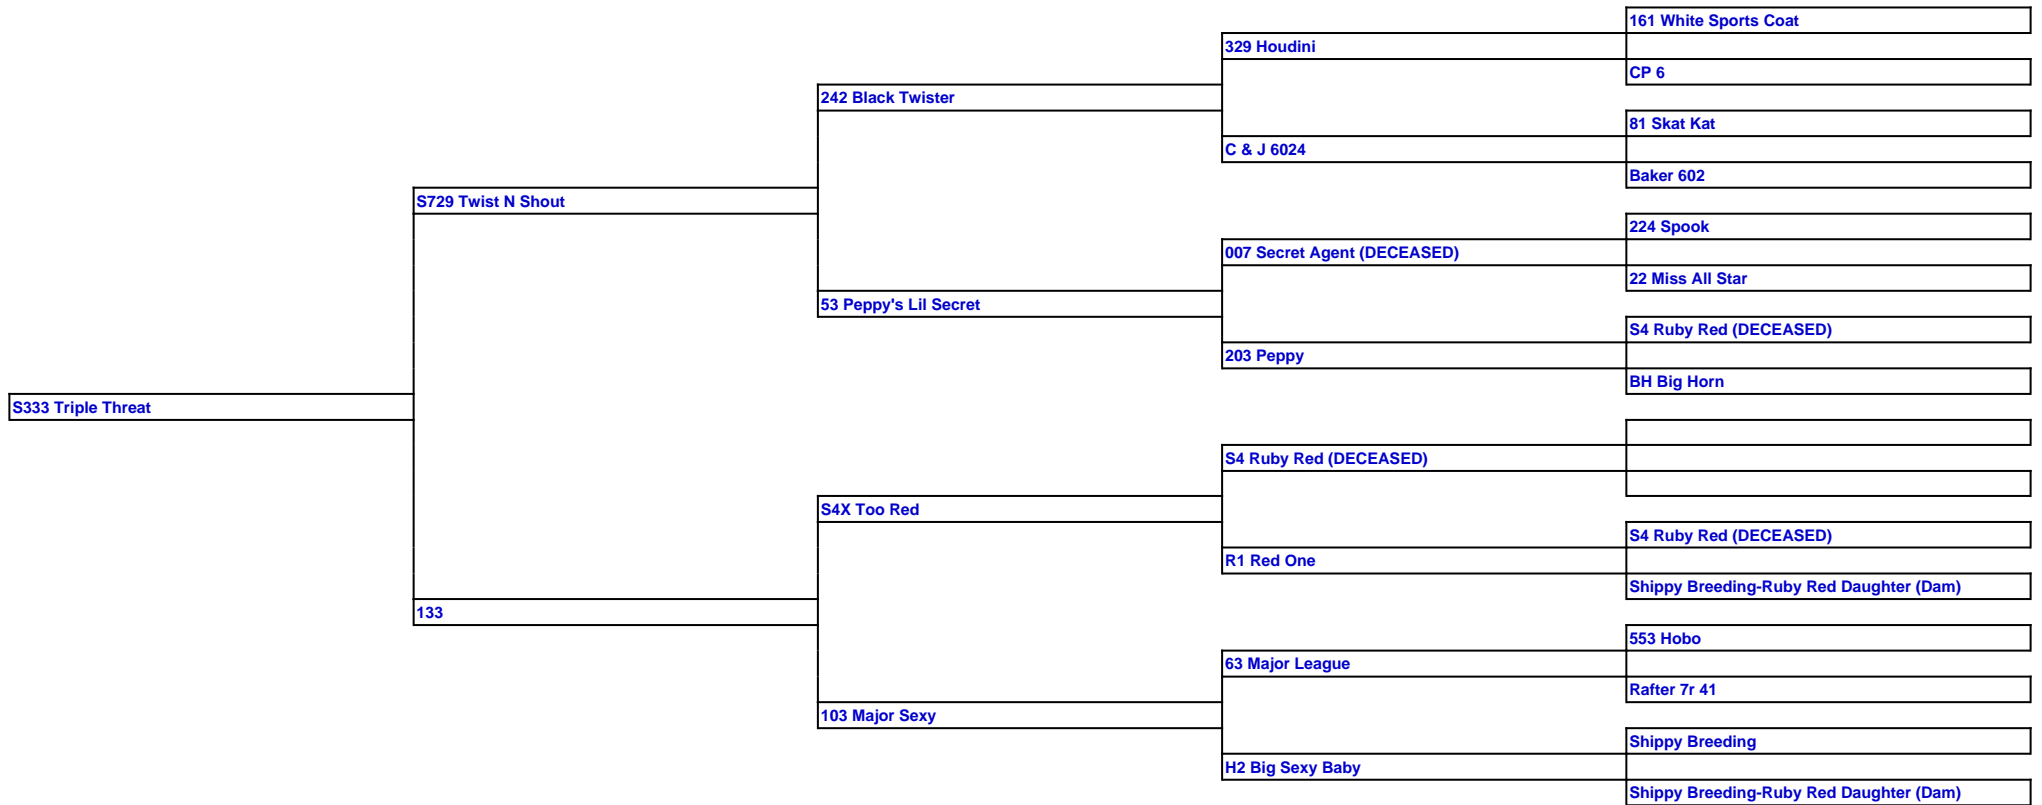 161 White Sports Coat
329 Houdini
CP 6
242 Black Twister
81 Skat Kat
C & J 6024
Baker 602
S729 Twist N Shout
224 Spook
007 Secret Agent (DECEASED)
22 Miss All Star
53 Peppy's Lil Secret
S4 Ruby Red (DECEASED)
203 Peppy
BH Big Horn
S333 Triple Threat
S4 Ruby Red (DECEASED)
S4X Too Red
S4 Ruby Red (DECEASED)
R1 Red One
Shippy Breeding-Ruby Red Daughter (Dam)
133
553 Hobo
63 Major League
Rafter 7r 41
103 Major Sexy
Shippy Breeding
H2 Big Sexy Baby
Shippy Breeding-Ruby Red Daughter (Dam)